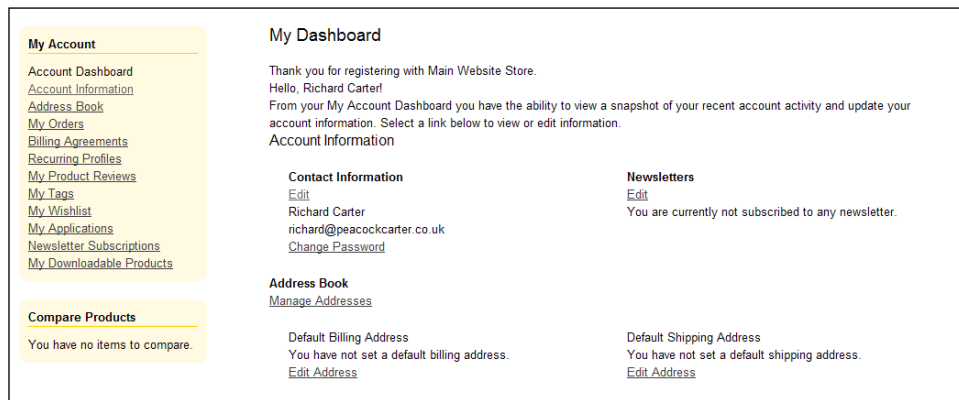 My Account
Account Dashboard
Account Information
Address Book
My Orders
Billing Agreements
Recurring Profiles
My Product Reviews
My Tags
My Wishlist
My Applications
Newsletter Subscriptions
My Downloadable Products
Compare Products
You have no items to compare.
My Dashboard
Thank you for registering with Main Website Store.
Hello, Richard Carter!
From your My Account Dashboard you have the ability to view a snapshot of your recent account activity and update your
account information. Select a link below to view or edit information.
Account Information
Contact Information
Edit
Richard Carter
richard@peacockcarter.co.uk
Change Password
Newsletters
Edit
You are currently not subscribed to any newsletter.
Address Book
Manage Addresses
Default Billing Address
You have not set a default billing address.
Edit Address
Default Shipping Address
You have not set a default shipping address.
Edit Address